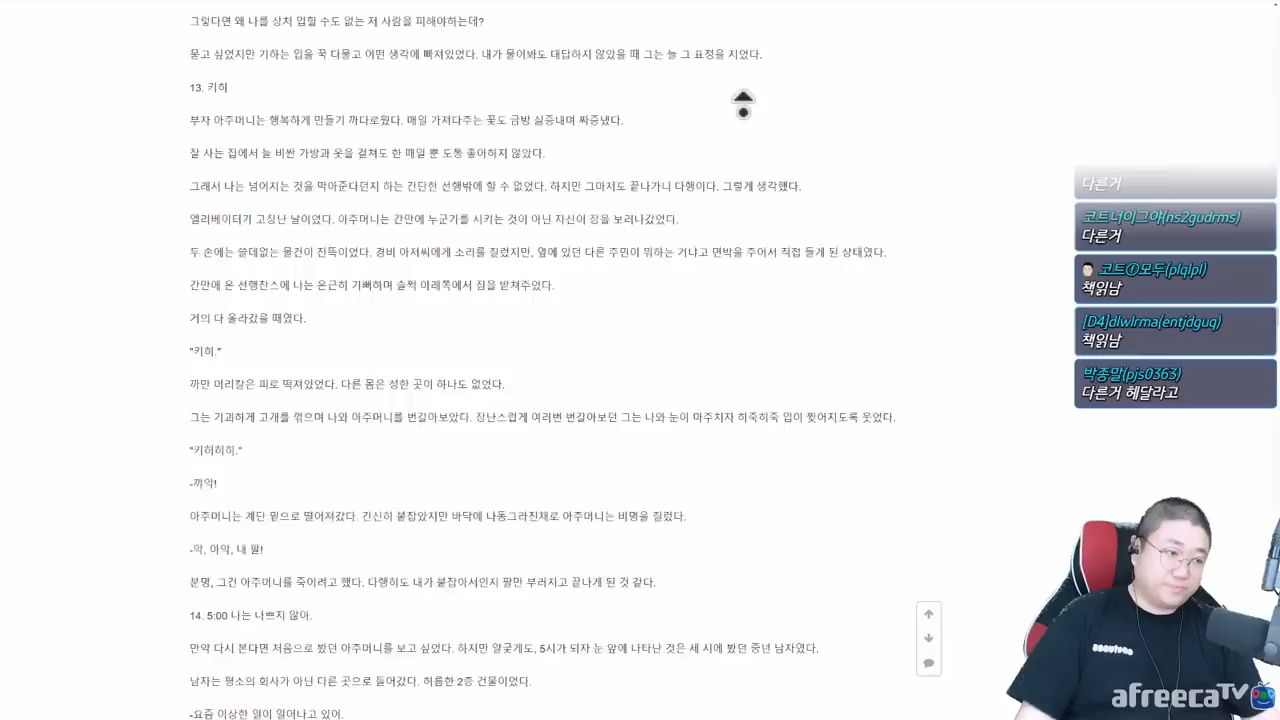 그렇다면 왜 나를 상처 입힐 수도 없는 저 사람을 피해야하는데?
묻고 싶었지만 기하는 입을 꾹 다물고 어떤 생각에 빠져있었다. 내가 물어봐도 대답하지 않았을 때 그는 늘 그 표정을 지었다.
13. 키히
부자 아주머니는 행복하게 만들기 까다로웠다. 매일 가져다주는 꽃도 금방 싫증내며 짜증냈다.
잘 사는 집에서 늘 비싼 가방과 옷을 걸쳐도 한 때일 뿐 도통 좋아하지 않았다.
그래서 나는 넘어지는 것을 막아준다던지 하는 간단한 선행밖에 할 수 없었다. 하지만 그마저도 끝나가니 다행이다. 그렇게 생각했다.
엘리베이터가 고장난 날이었다. 아주머니는 간만에 누군가를 시키는 것이 아닌 자신이 장을 보러나갔었다.
두 손에는 쓸데없는 물건이 잔뜩이었다. 경비 아저씨에게 소리를 질렀지만, 옆에 있던 다른 주민이 뭐하는 거냐고 면박을 주어서 직접 들게 된 상태였다.
간만에 온 선행찬스에 나는 은근히 기뻐하며 슬쩍 아래쪽에서 짐을 받쳐주었다.
거의 다 올라갔을 때였다.
"키히."
까만 머리칼은 피로 떡져있었다. 다른 몸은 성한 곳이 하나도 없었다.
그는 기괴하게 고개를 꺾으며 나와 아주머니를 번갈아보았다. 장난스럽게 여러번 번갈아보던 그는 나와 눈이 마주치자 히죽히죽 입이 찢어지도록 웃었다.
"키히히히."
-꺄악!
아주머니는 계단 밑으로 떨어져갔다. 간신히 붙잡았지만 바닥에 나동그라진채로 아주머니는 비명을 질렀다.
-악, 아악, 내 팔!
분명, 그건 아주머니를 죽이려고 했다. 다행히도 내가 붙잡아서인지 팔만 부러지고 끝나게 된 것 같다.
14. 5:00 나는 나쁘지 않아.
만약 다시 본다면 처음으로 봤던 아주머니를 보고 싶었다. 하지만 얄궂게도, 5시가 되자 눈 앞에 나타난 것은 세 시에 봤던 중년 남자였다.
남자는 평소의 회사가 아닌 다른 곳으로 들어갔다. 허름한 2층 건물이었다.
-요즘 이상한 일이 일어나고 있어.
다른거
코트너이그야(ns2gudrms)
다른거
코트ⓕ모두(plqlpl)
책읽남
[D4]dlwlrma(entjdguq)
책읽남
박종말(pjs0363)
다른거 헤달라고
afreecaTV